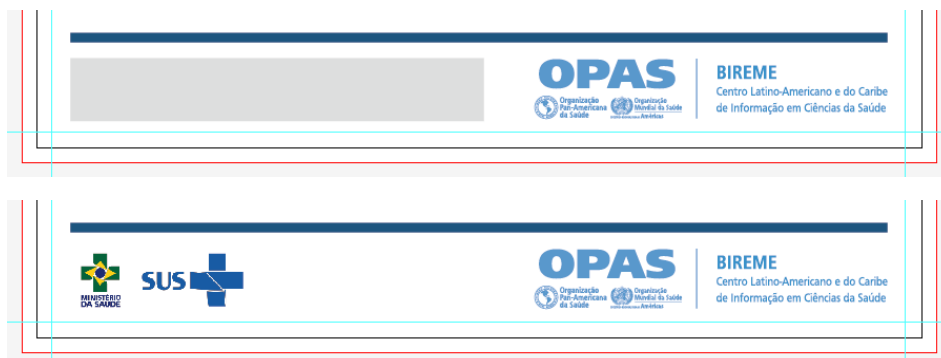 OPAS
Organização
Pan-Americana
da Saúde
Organização
Mundial da Saúde
Américas
BIREME
Centro Latino-Americano e do Caribe
de Informação em Ciências da Saúde
MINISTÉRIO
DA SAÚDE
SUS
OPAS
Organização
Pan-Americana
da Saúde
Organização
Mundial da Saúde
Américas
BIREME
Centro Latino-Americano e do Caribe
de Informação em Ciências da Saúde